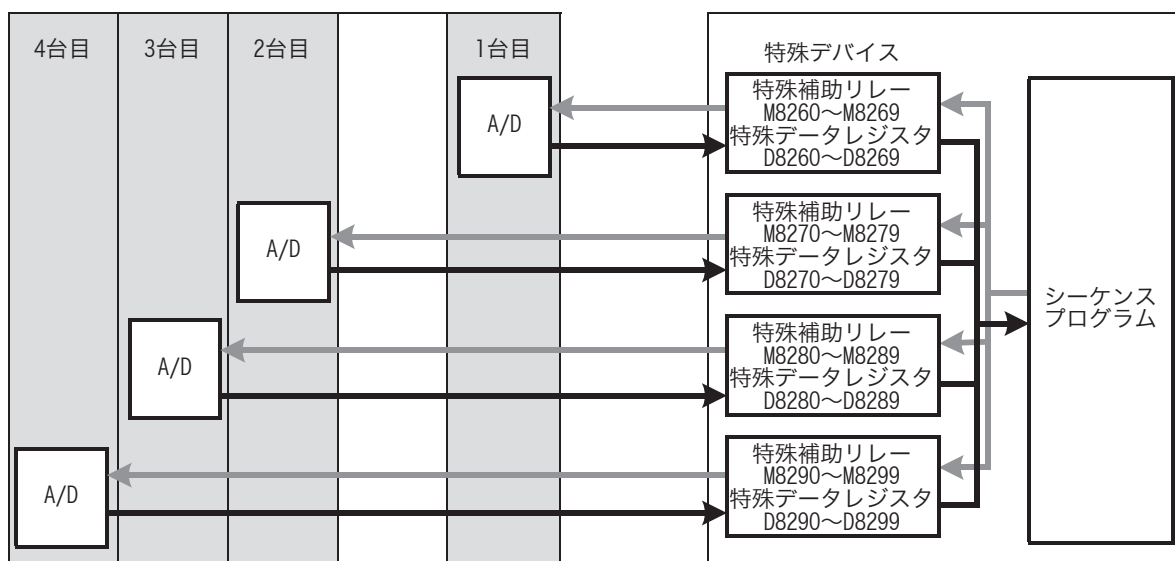 4台目
3台目
2台目
1台目
特殊デバイス
A/D
特殊補助リレー
M8260～M8269
特殊データレジスタ
D8260～D8269
A/D
特殊補助リレー
M8270～M8279
特殊データレジスタ
D8270～D8279
シーケンス
プログラム
A/D
特殊補助リレー
M8280～M8289
特殊データレジスタ
D8280～D8289
A/D
特殊補助リレー
M8290～M8299
特殊データレジスタ
D8290～D8299